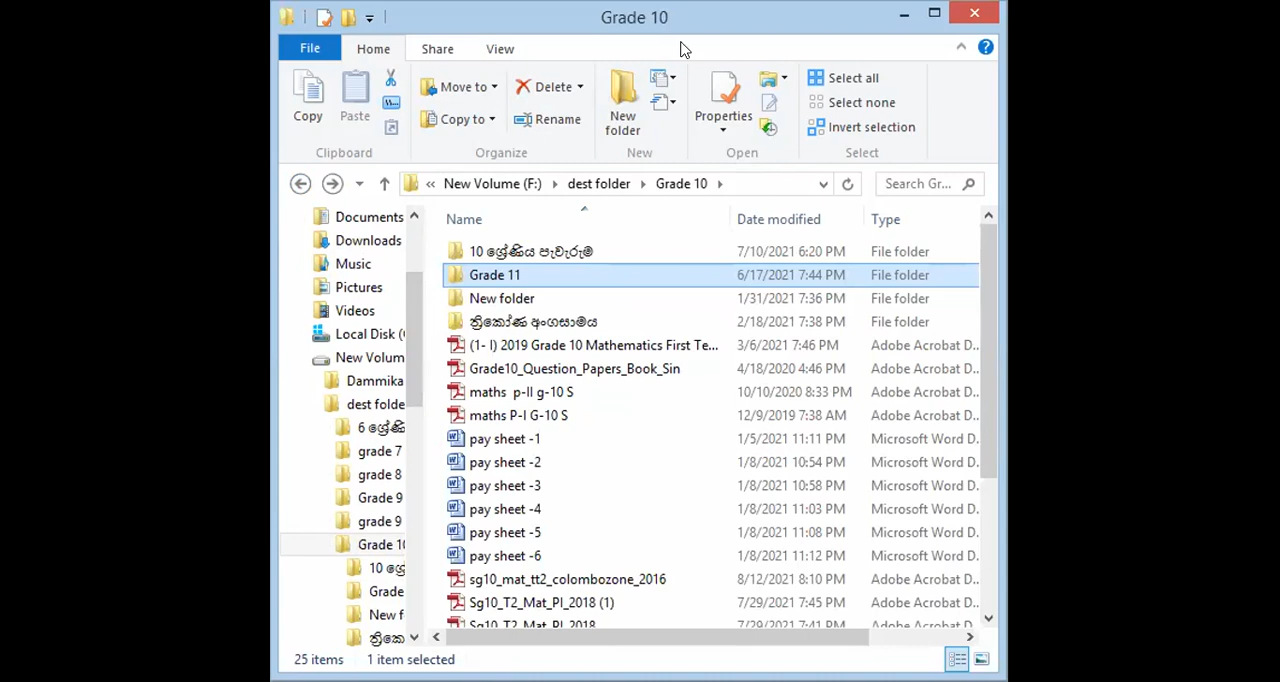 Grade 10
File Home Share View
Copy Paste
Move to
Copy to
Delete
Rename
New folder
Properties
Select all
Select none
Invert selection
Clipboard Organize New Open Select
« New Volume (F:) dest folder Grade 10 Search Gr...
Documents
Downloads
Music
Pictures
Videos
Local Disk (
New Volum
Dammika
dest folde
6 ශ්‍රේණි
grade 7
grade 8
Grade 9
grade 9
Grade 10
10 ශ්‍රේ
Grade
New f
ත්‍රිකෝ
Name Date modified Type
10 ශ්‍රේණිය පැවරුම 7/10/2021 6:20 PM File folder
Grade 11 6/17/2021 7:44 PM File folder
New folder 1/31/2021 7:36 PM File folder
ත්‍රිකෝණ අංගසාමය 2/18/2021 7:38 PM File folder
(1- I) 2019 Grade 10 Mathematics First Te... 3/6/2021 7:46 PM Adobe Acrobat D...
Grade10_Question_Papers_Book_Sin 4/18/2020 4:46 PM Adobe Acrobat D...
maths p-II g-10 S 10/10/2020 8:33 PM Adobe Acrobat D...
maths P-I G-10 S 12/9/2019 7:38 AM Adobe Acrobat D...
pay sheet -1 1/5/2021 11:11 PM Microsoft Word D...
pay sheet -2 1/8/2021 10:54 PM Microsoft Word D...
pay sheet -3 1/8/2021 10:58 PM Microsoft Word D...
pay sheet -4 1/8/2021 11:03 PM Microsoft Word D...
pay sheet -5 1/8/2021 11:08 PM Microsoft Word D...
pay sheet -6 1/8/2021 11:12 PM Microsoft Word D...
sg10_mat_tt2_colombozone_2016 8/12/2021 8:10 PM Adobe Acrobat D...
Sg10_T2_Mat_PI_2018 (1) 7/29/2021 7:45 PM Adobe Acrobat D...
Sg10_T2_Mat_PI_2018 7/29/2021 7:41 PM Adobe Acrobat D...
25 items 1 item selected